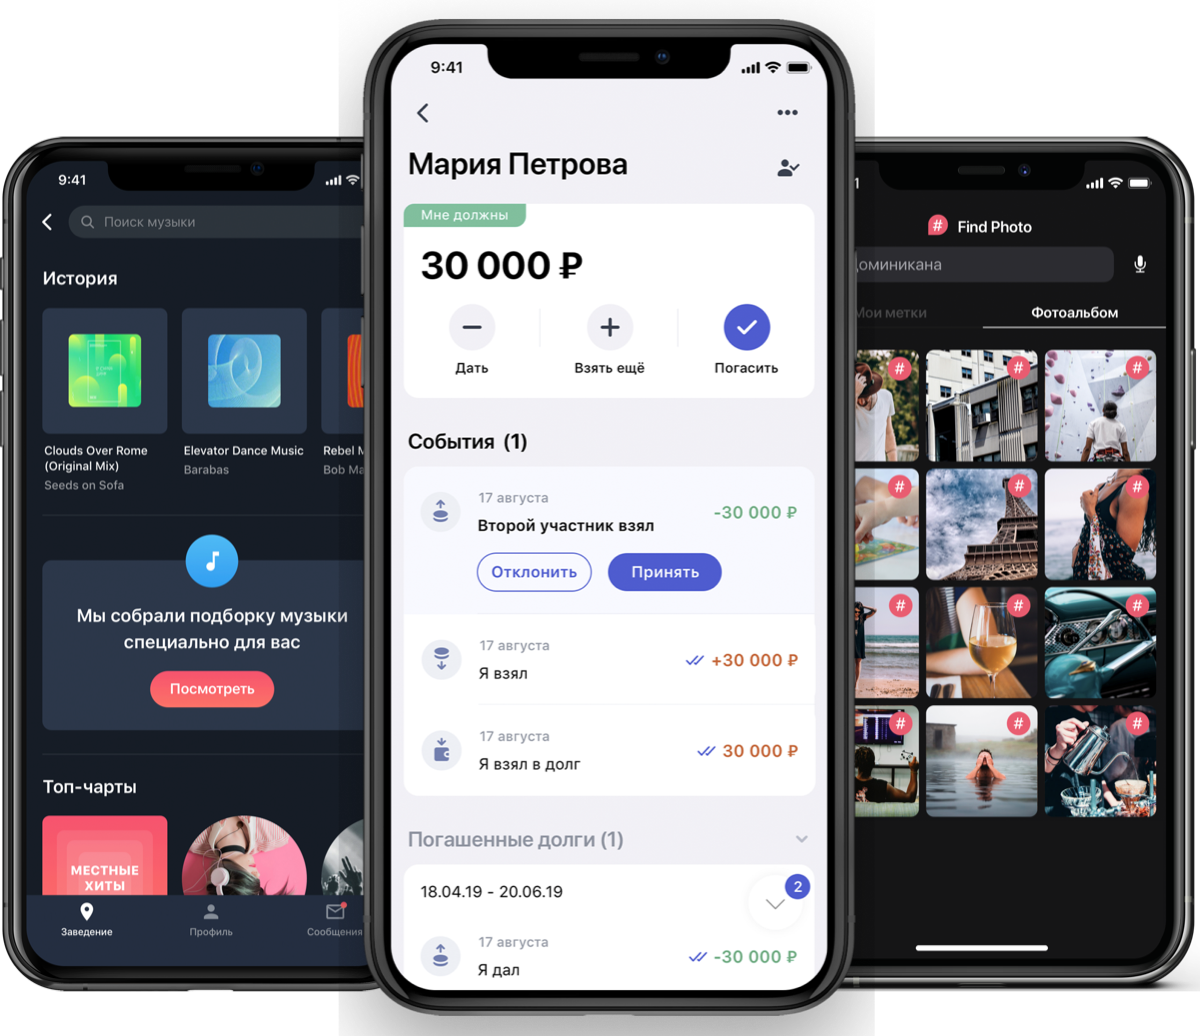 9:41
Поиск музыки
История
Clouds Over Rome
(Original Mix)
Seeds on Sofa
Elevator Dance Music
Barabas
Rebel
Bob
Мы собрали подборку музыки
специально для вас
Посмотреть
Топ-чарты
МЕСТНЫЕ
ХИТЫ
Заведение
Профиль
Сообщения
9:41
Мария Петрова
Мне должны
30 000 ₽
Дать
Взять ещё
Погасить
События (1)
17 августа
Второй участник взял
-30 000 ₽
Отклонить
Принять
17 августа
Я взял
+30 000 ₽
17 августа
Я взял в долг
30 000 ₽
Погашенные долги (1)
18.04.19 - 20.06.19
2
17 августа
Я дал
-30 000 ₽
# Find Photo
оминикана
Мои метки
Фотоальбом
# # #
# # #
# # #
# # #